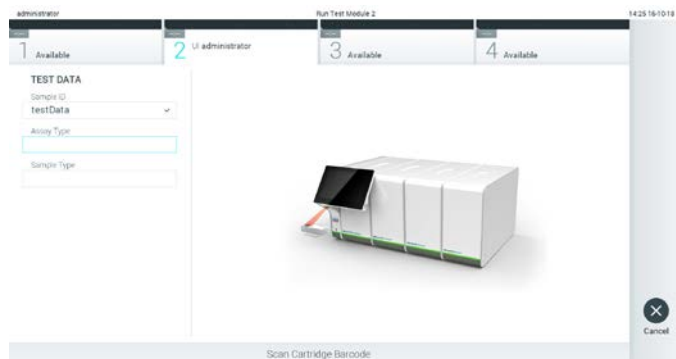 administrator
Run Test Module 2
14:25 16-10-18
1 Available
2 UI administrator
3 Available
4 Available
TEST DATA
Sample ID
testData
Assay Type
Sample Type
Cancel
Scan Cartridge Barcode